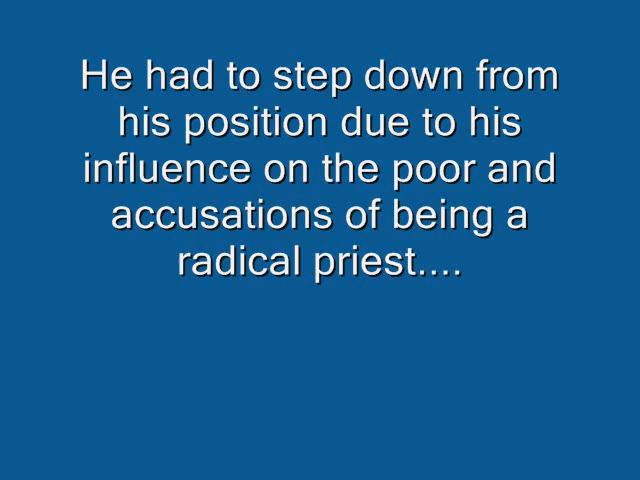 He had to step down from
his position due to his
influence on the poor and
accusations of being a
radical priest....